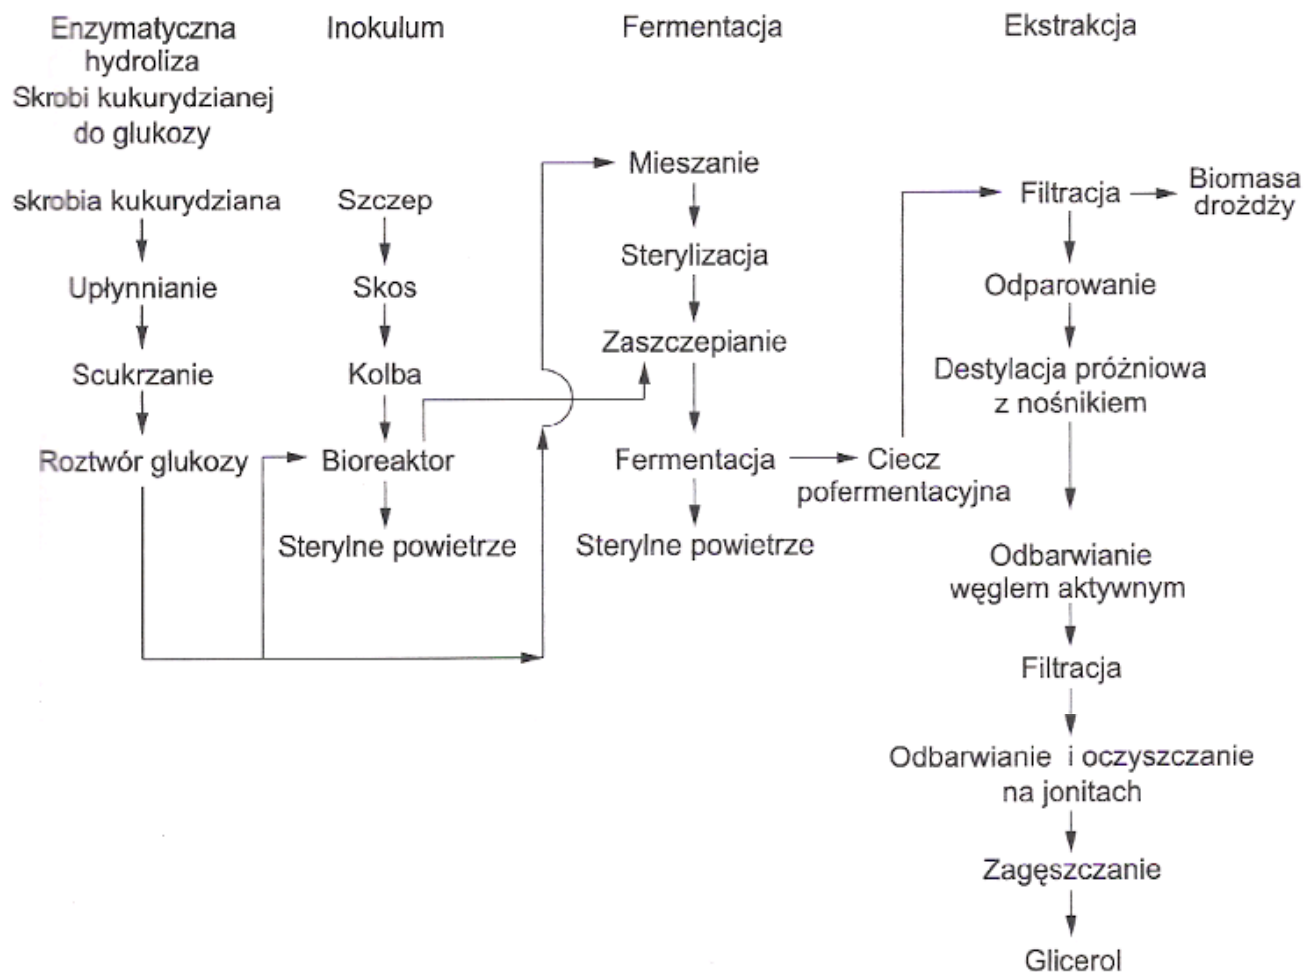 Enzymatyczna
hydroliza
Skrobi kukurydzianej
do glukozy
skrobia kukurydziana
Upłynnianie
Scukrzanie
Roztwór glukozy
Inokulum
Szczep
Skos
Kolba
Bioreaktor
Sterylne powietrze
Fermentacja
Mieszanie
Sterylizacja
Zaszczepianie
Fermentacja
Sterylne powietrze
Ciecz
pofermentacyjna
Ekstrakcja
Filtracja
Biomasa
drożdży
Odparowanie
Destylacja próżniowa
z nośnikiem
Odbarwianie
węglem aktywnym
Filtracja
Odbarwianie i oczyszczanie
na jonitach
Zagęszczanie
Glicerol